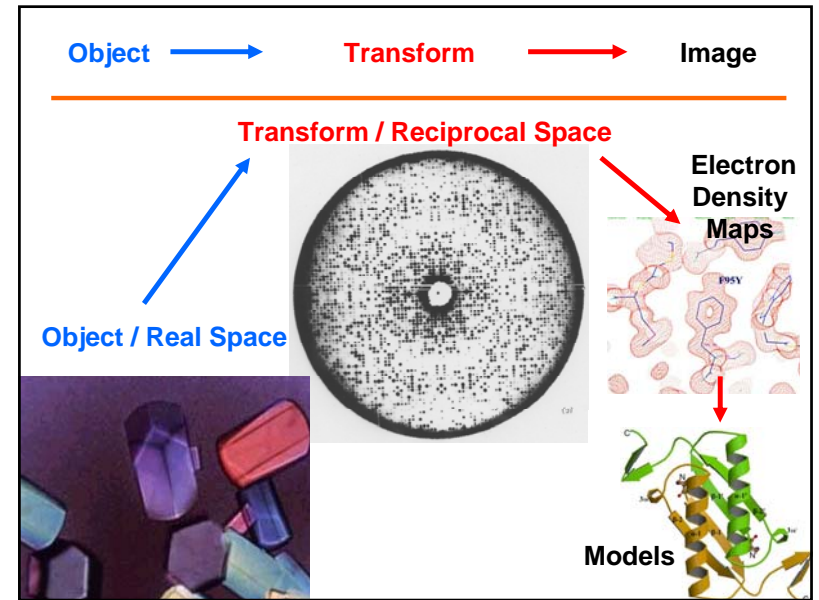 Object Transform Image
Transform / Reciprocal Space
Electron
Density
Maps
F95Y
Object / Real Space
Models